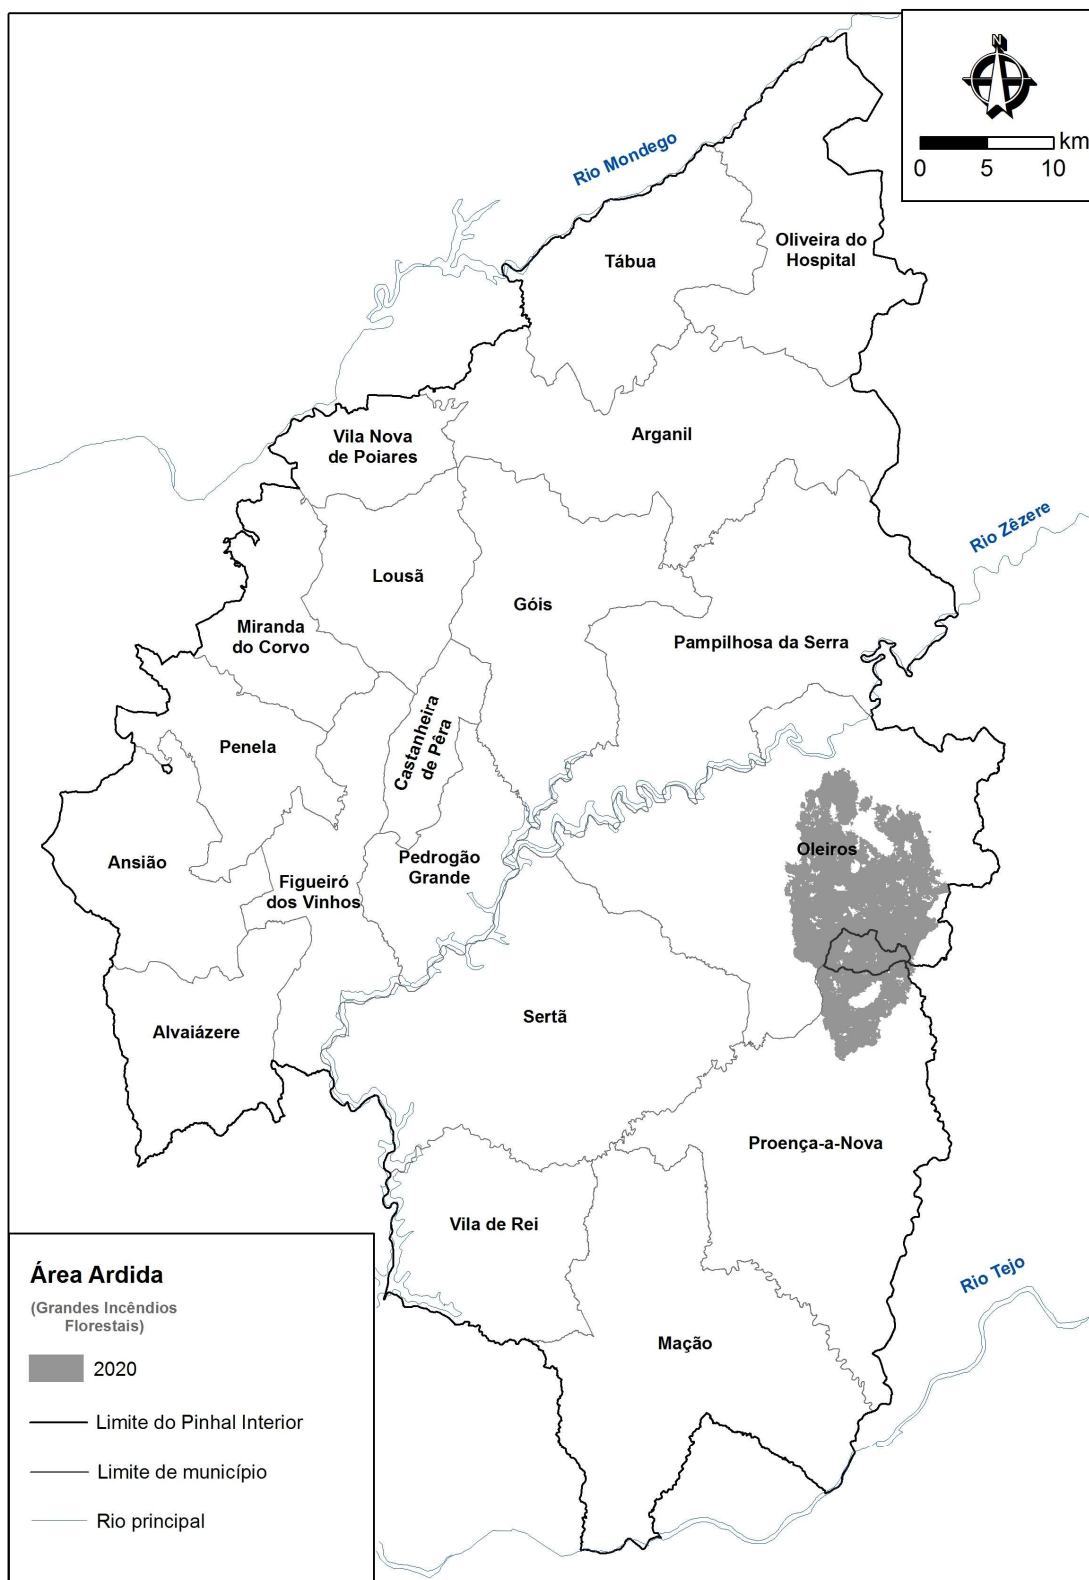 N
km
0 5 10
Rio Mondego
Oliveira do
Hospital
Tábua
Arganil
Vila Nova
de Poiares
Rio Zêzere
Lousã
Góis
Miranda
do Corvo
Pampilhosa da Serra
Castanheira
de Pêra
Penela
Oleiros
Ansião
Pedrogão
Grande
Figueiró
dos Vinhos
Sertã
Alvaiázere
Proença-a-Nova
Vila de Rei
Rio Tejo
Mação
Área Ardida
(Grandes Incêndios
Florestais)
2020
Limite do Pinhal Interior
Limite de município
Rio principal